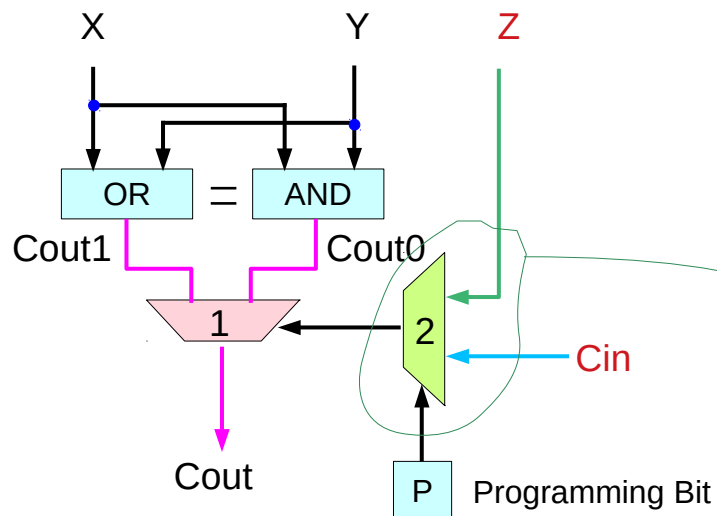 X Y Z
OR = AND
Cout1 Cout0
1 2
Cin
Cout
P Programming Bit